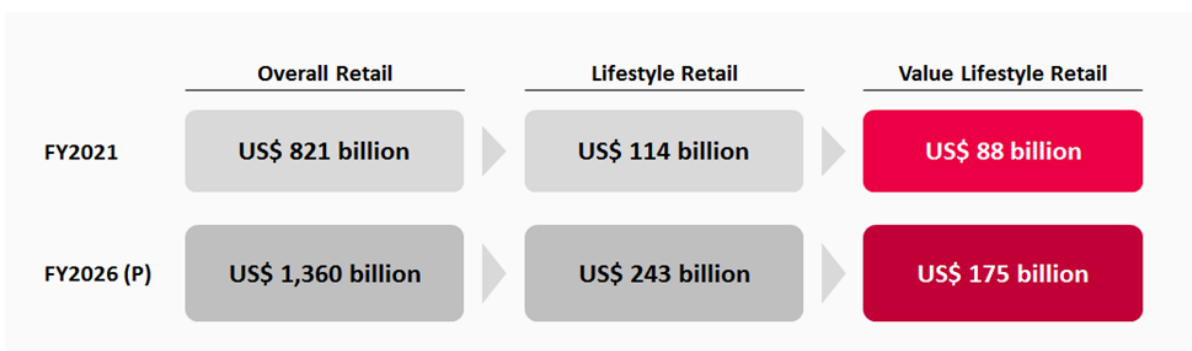 Overall Retail
Lifestyle Retail
Value Lifestyle Retail
FY2021
US$ 821 billion
US$ 114 billion
US$ 88 billion
FY2026 (P)
US$ 1,360 billion
US$ 243 billion
US$ 175 billion